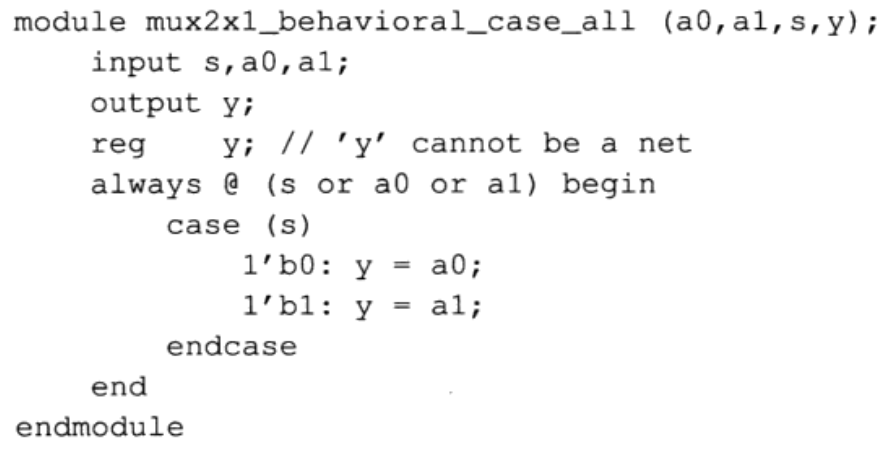 module mux2x1_behavioral_case_all (a0,a1,s,y);
input s,a0,a1;
output y;
reg y; // 'y' cannot be a net
always @ (s or a0 or a1) begin
case (s)
1'b0: y = a0;
1'b1: y = a1;
endcase
end
endmodule